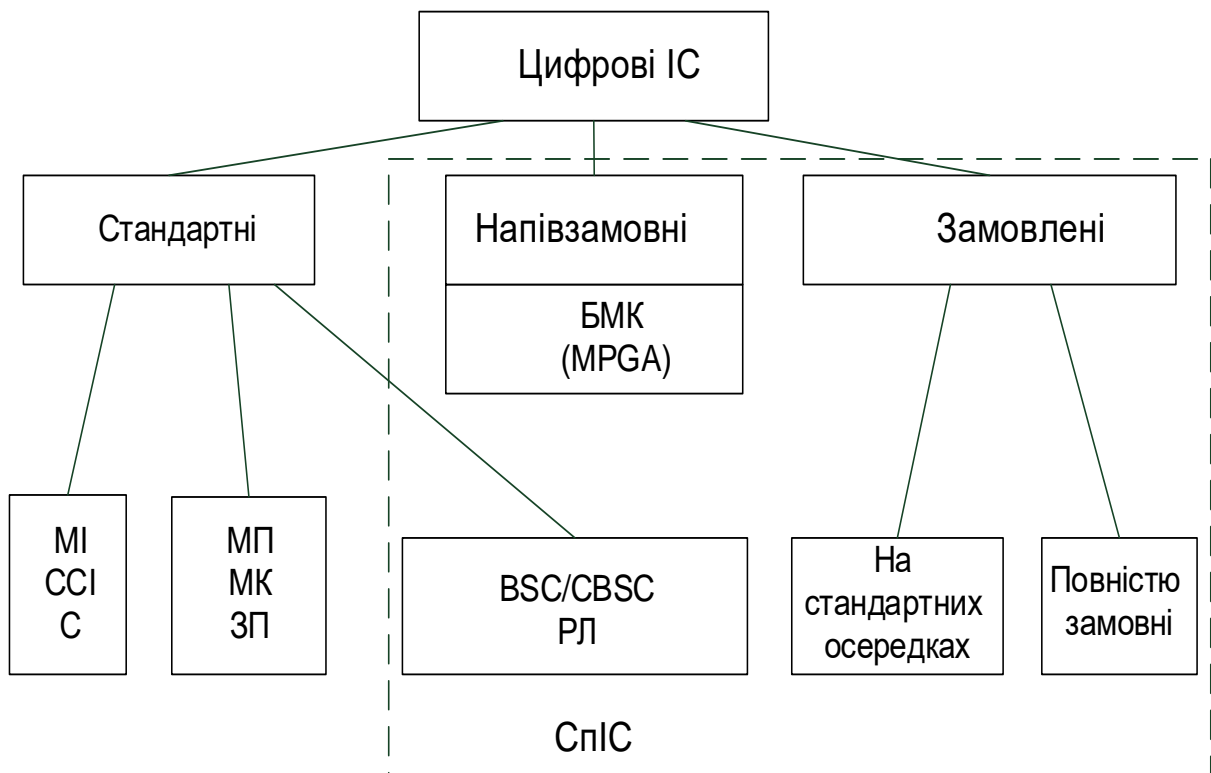 Цифрові ІС
Стандартні
Напівзамовні
Замовлені
БМК
(MPGA)
МІ
ССІ
С
МП
МК
ЗП
BSC/CBSC
РЛ
На
стандартних
осередках
Повністю
замовні
СпІС